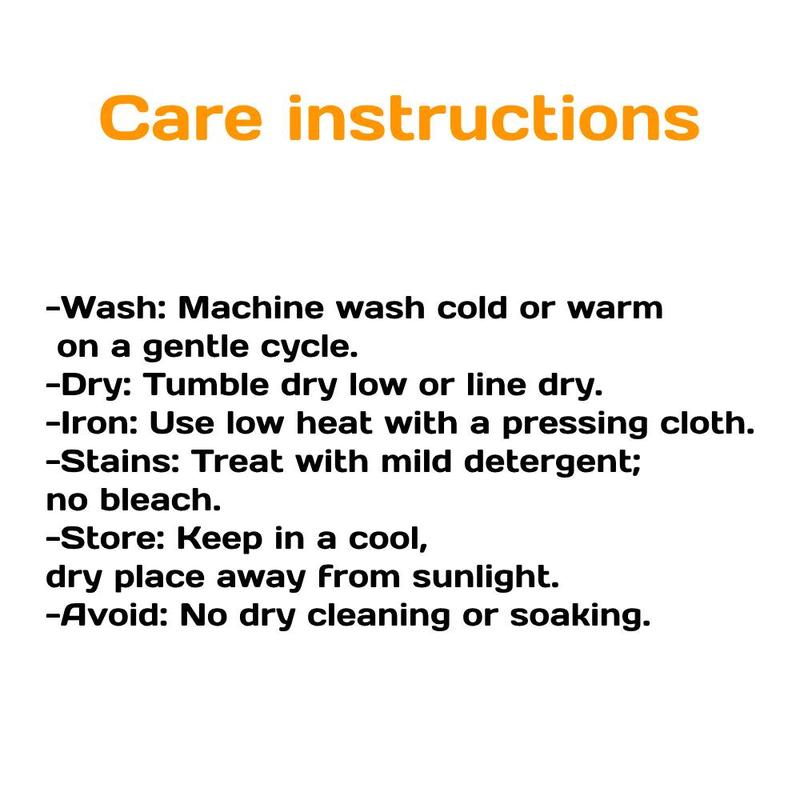 Care instructions
-Wash: Machine wash cold or warm
on a gentle cycle.
-Dry: Tumble dry low or line dry.
-Iron: Use low heat with a pressing cloth.
-Stains: Treat with mild detergent;
no bleach.
-Store: Keep in a cool,
dry place away from sunlight.
-Avoid: No dry cleaning or soaking.